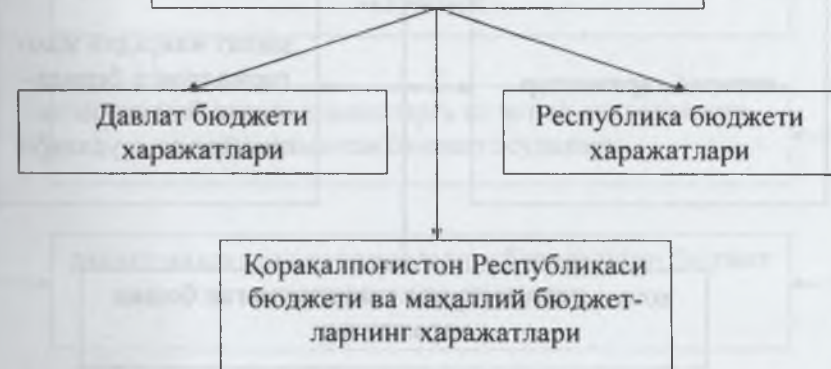 Давлат бюджети
харажатлари
Республика бюджети
харажатлари
Қорақалпоғистон Республикаси
бюджети ва маҳаллий бюджет-
ларнинг харажатлари